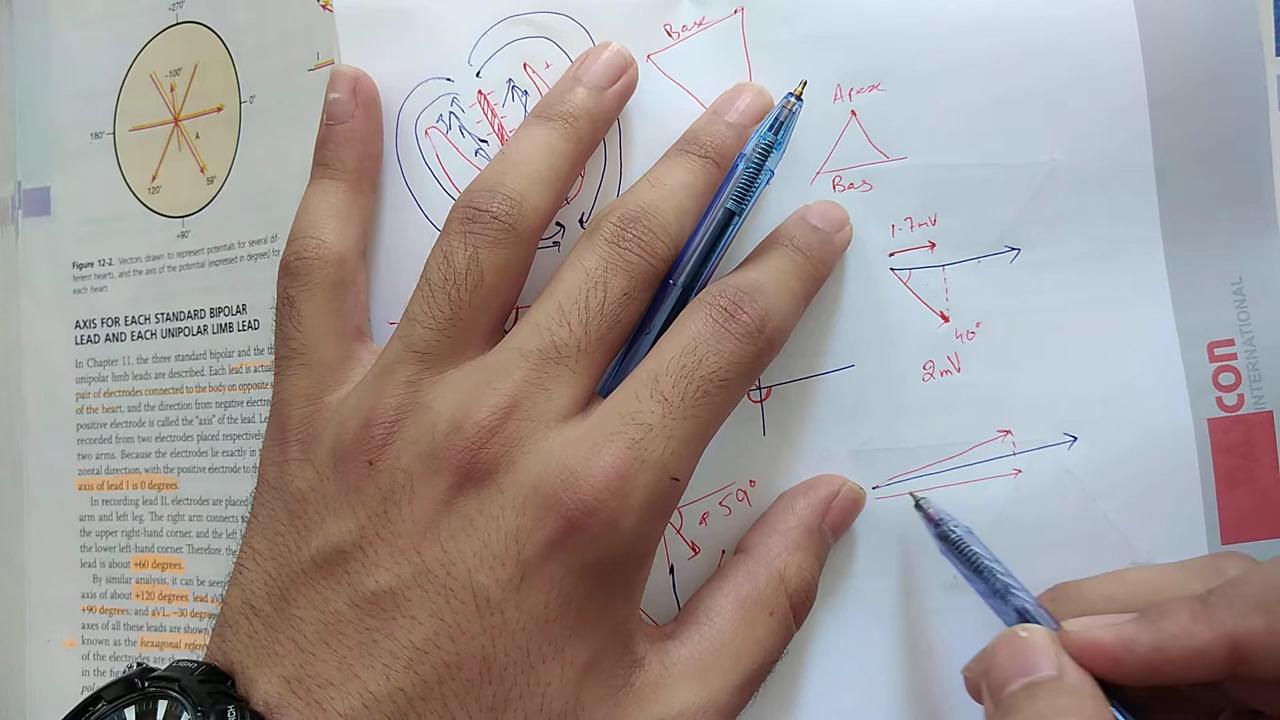 +270°
-100°
0°
180°
A
120°
59°
+90°
Figure 12-2. Vectors drawn to represent potentials for several dif-
ferent hearts, and the axis of the potential (expressed in degrees) for
each heart.
AXIS FOR EACH STANDARD BIPOLAR
LEAD AND EACH UNIPOLAR LIMB LEAD
In Chapter 11, the three standard bipolar and the th
unipolar limb leads are described. Each lead is actual
pair of electrodes connected to the body on opposite s
of the heart, and the direction from negative electro
positive electrode is called the "axis" of the lead. Le
recorded from two electrodes placed respectively
two arms. Because the electrodes lie exactly in t
zontal direction, with the positive electrode to th
axis of lead I is 0 degrees.
In recording lead II, electrodes are placed
arm and left leg. The right arm connects
the upper right-hand corner, and the left l
the lower left-hand corner. Therefore, the
lead is about +60 degrees.
By similar analysis, it can be seen
axis of about +120 degrees, lead aV
+90 degrees; and aVL, -30 degre
axes of all these leads are shown
known as the hexagonal refere
of the electrodes are
in the fig
pol
I
Base
+
Apex
Bas
1.7mV
40°
2mV
59°
con
INTERNATIONAL
LIGHT